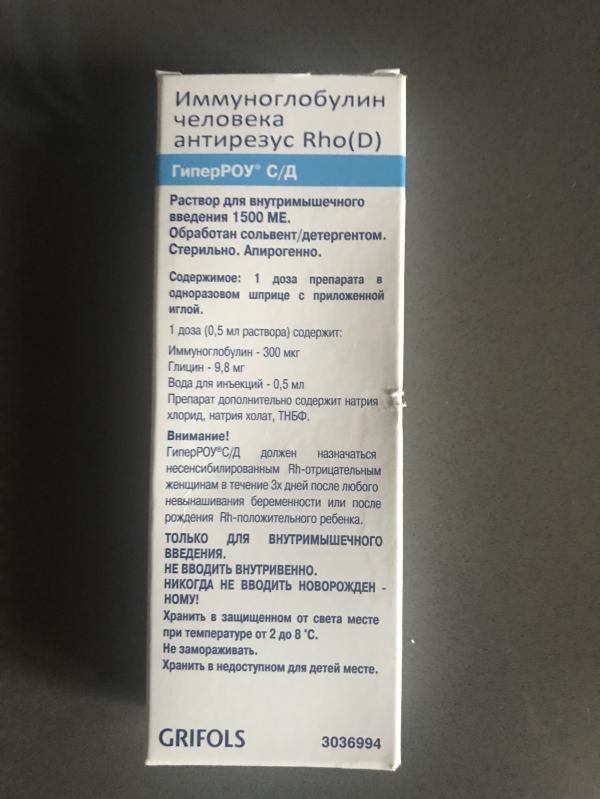 Иммуноглобулин
человека
антирезус Rho(D)
ГиперРОУ® С/Д
Раствор для внутримышечного
введения 1500 МЕ.
Обработан сольвент/детергентом.
Стерильно. Апирогенно.
Содержимое: 1 доза препарата в
одноразовом шприце с приложенной
иглой.
1 доза (0,5 мл раствора) содержит:
Иммуноглобулин - 300 мкг
Глицин - 9,8 мг
Вода для инъекций - 0,5 мл
Препарат дополнительно содержит натрия
хлорид, натрия холат, ТНБФ.
Внимание!
ГиперРОУ®С/Д должен назначаться
несенсибилизированным Rh-отрицательным
женщинам в течение 3х дней после любого
невынашивания беременности или после
рождения Rh-положительного ребенка.
ТОЛЬКО ДЛЯ ВНУТРИМЫШЕЧНОГО
ВВЕДЕНИЯ.
НЕ ВВОДИТЬ ВНУТРИВЕННО.
НИКОГДА НЕ ВВОДИТЬ НОВОРОЖДЕН -
НОМУ!
Хранить в защищенном от света месте
при температуре от 2 до 8 °С.
Не замораживать.
Хранить в недоступном для детей месте.
GRIFOLS 3036994